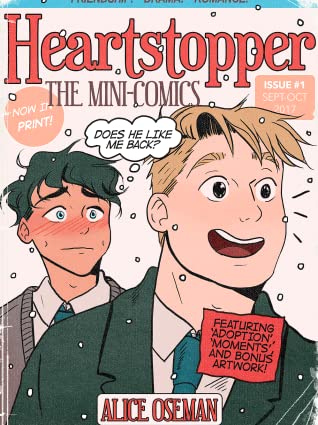 FRIENDSHIP! DRAMA! ROMANCE!
Heartstopper
THE MINI-COMICS
ISSUE #1
SEPT-OCT
2017
NOW IN
PRINT!
DOES HE LIKE
ME BACK?
FEATURING
'ADOPTION',
'MOMENTS',
AND BONUS
ARTWORK!
ALICE OSEMAN